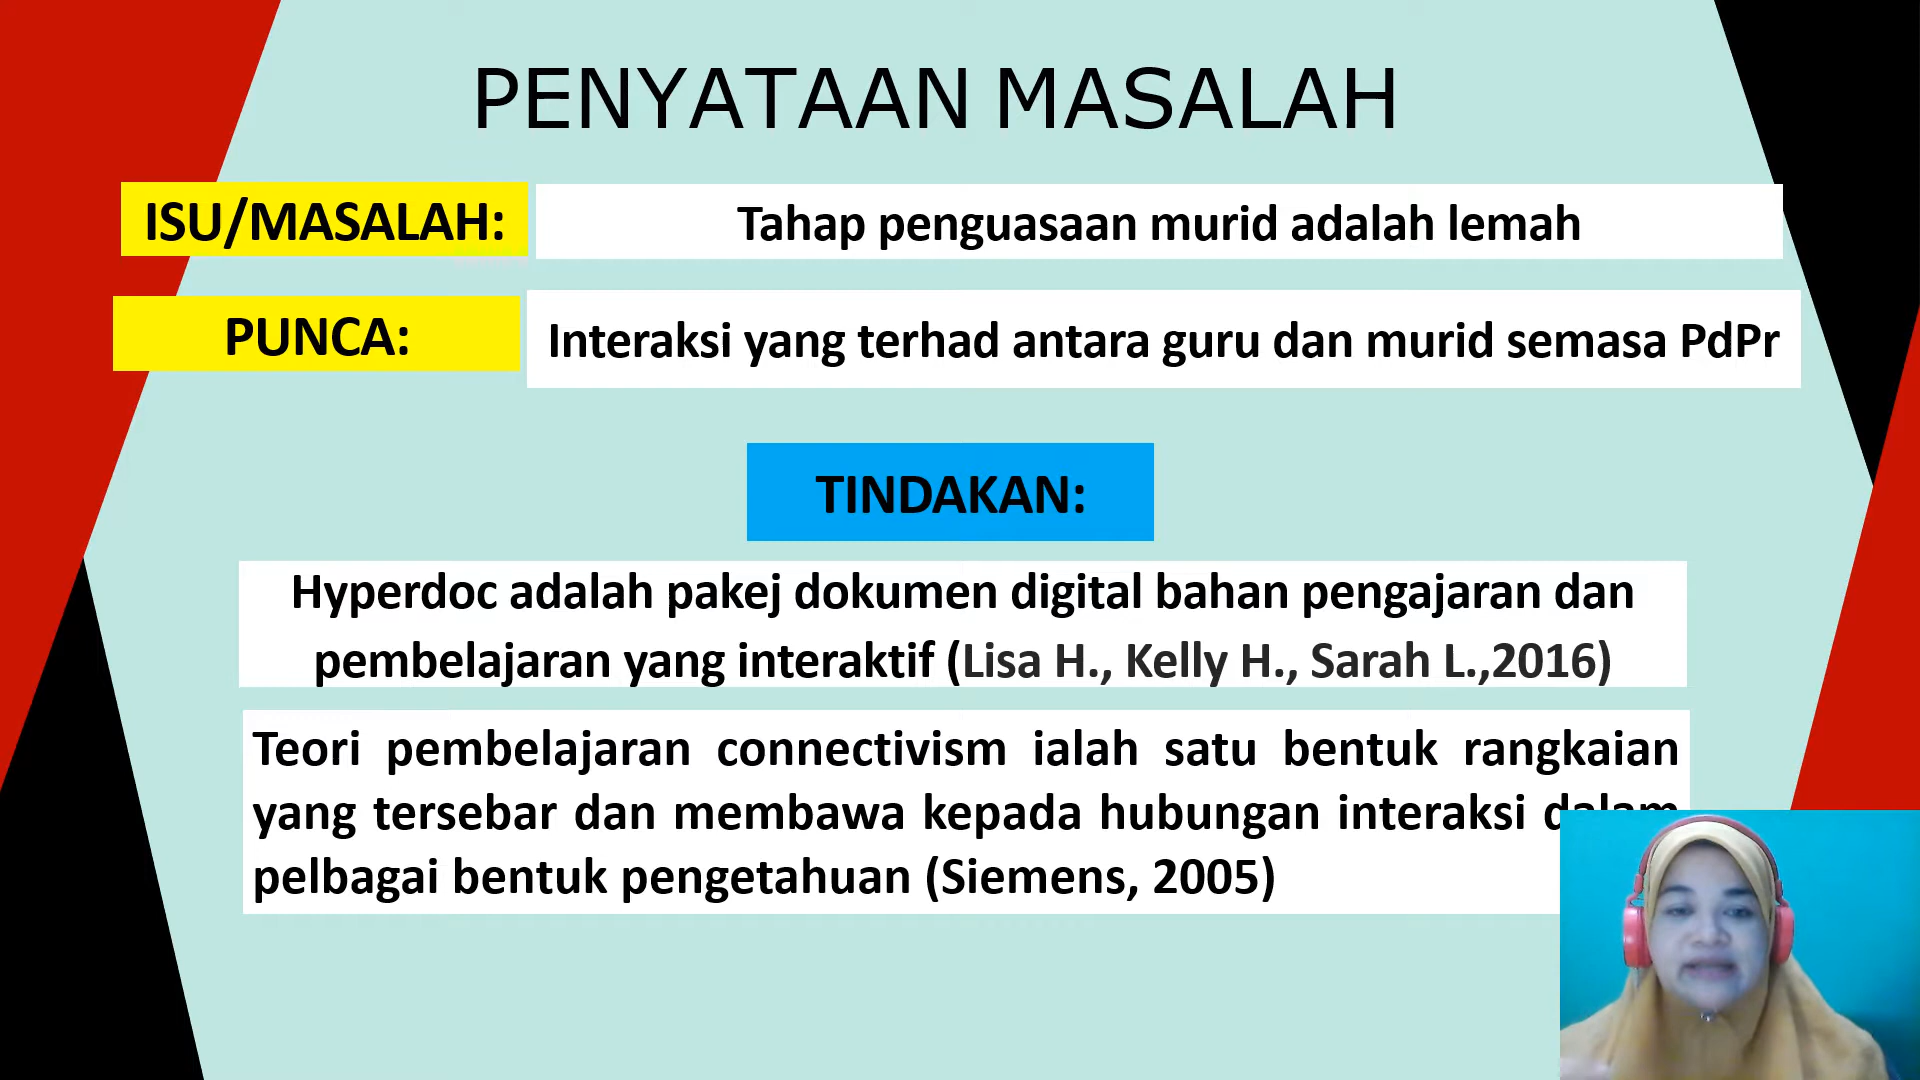 PENYATAAN MASALAH
ISU/MASALAH:
Tahap penguasaan murid adalah lemah
PUNCA:
Interaksi yang terhad antara guru dan murid semasa PdPr
TINDAKAN:
Hyperdoc adalah pakej dokumen digital bahan pengajaran dan
pembelajaran yang interaktif (Lisa H., Kelly H., Sarah L.,2016)
Teori pembelajaran connectivism ialah satu bentuk rangkaian
yang tersebar dan membawa kepada hubungan interaksi dalam
pelbagai bentuk pengetahuan (Siemens, 2005)